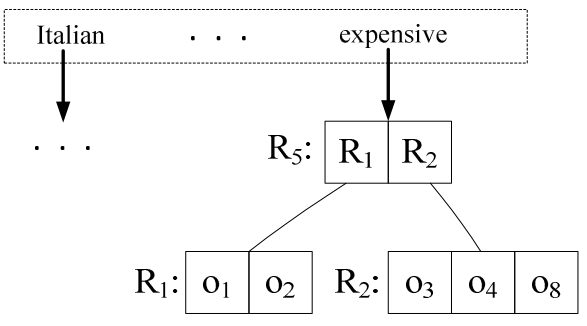 Italian . . . expensive
. . . R5: R1 R2
R1: o1 o2 R2: o3 o4 o8